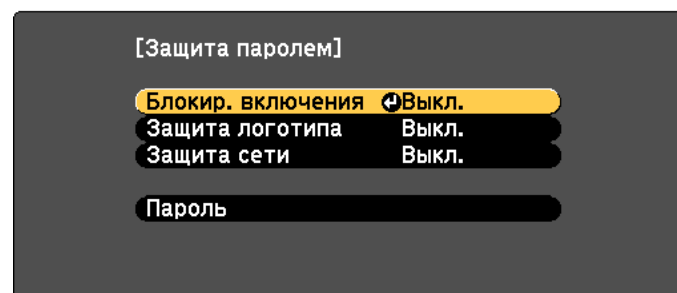 [Защита паролем]
Блокир. включения Выкл.
Защита логотипа Выкл.
Защита сети Выкл.
Пароль